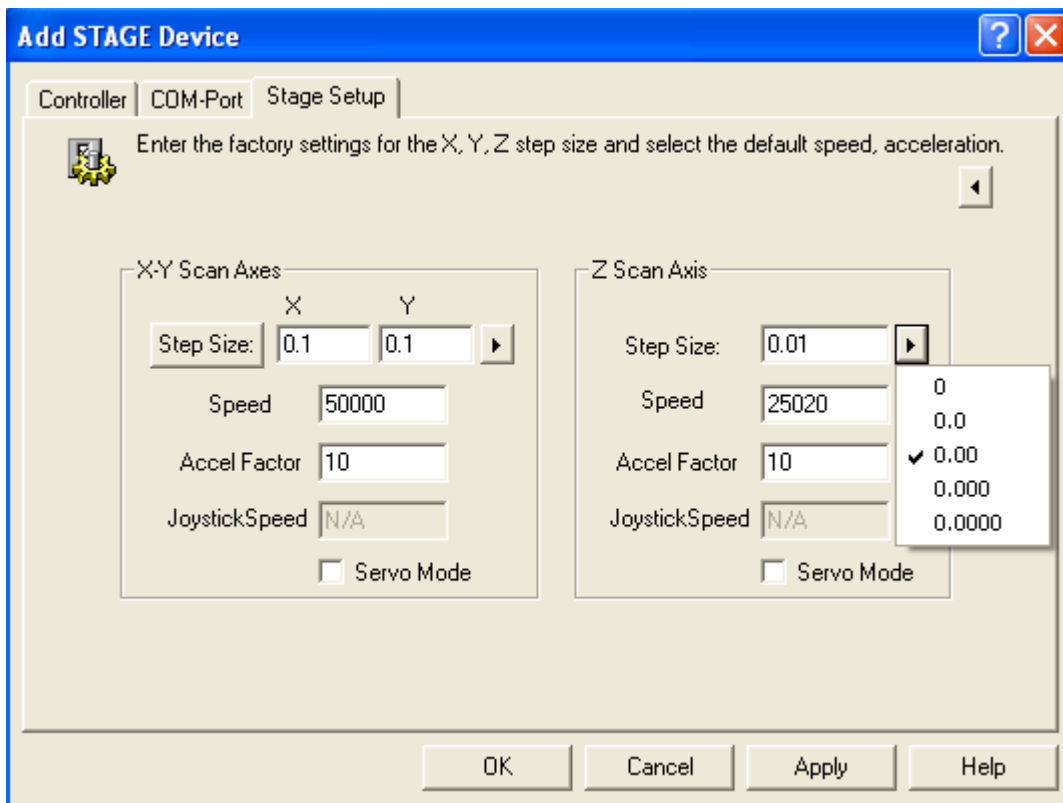 Add STAGE Device
Controller COM-Port Stage Setup
Enter the factory settings for the X, Y, Z step size and select the default speed, acceleration.
X-Y Scan Axes
X Y
Step Size: 0.1 0.1
Speed 50000
Accel Factor 10
JoystickSpeed N/A
Servo Mode
Z Scan Axis
Step Size: 0.01
Speed 25020
Accel Factor 10
JoystickSpeed N/A
Servo Mode
0
0.0
0.00
0.000
0.0000
OK Cancel Apply Help